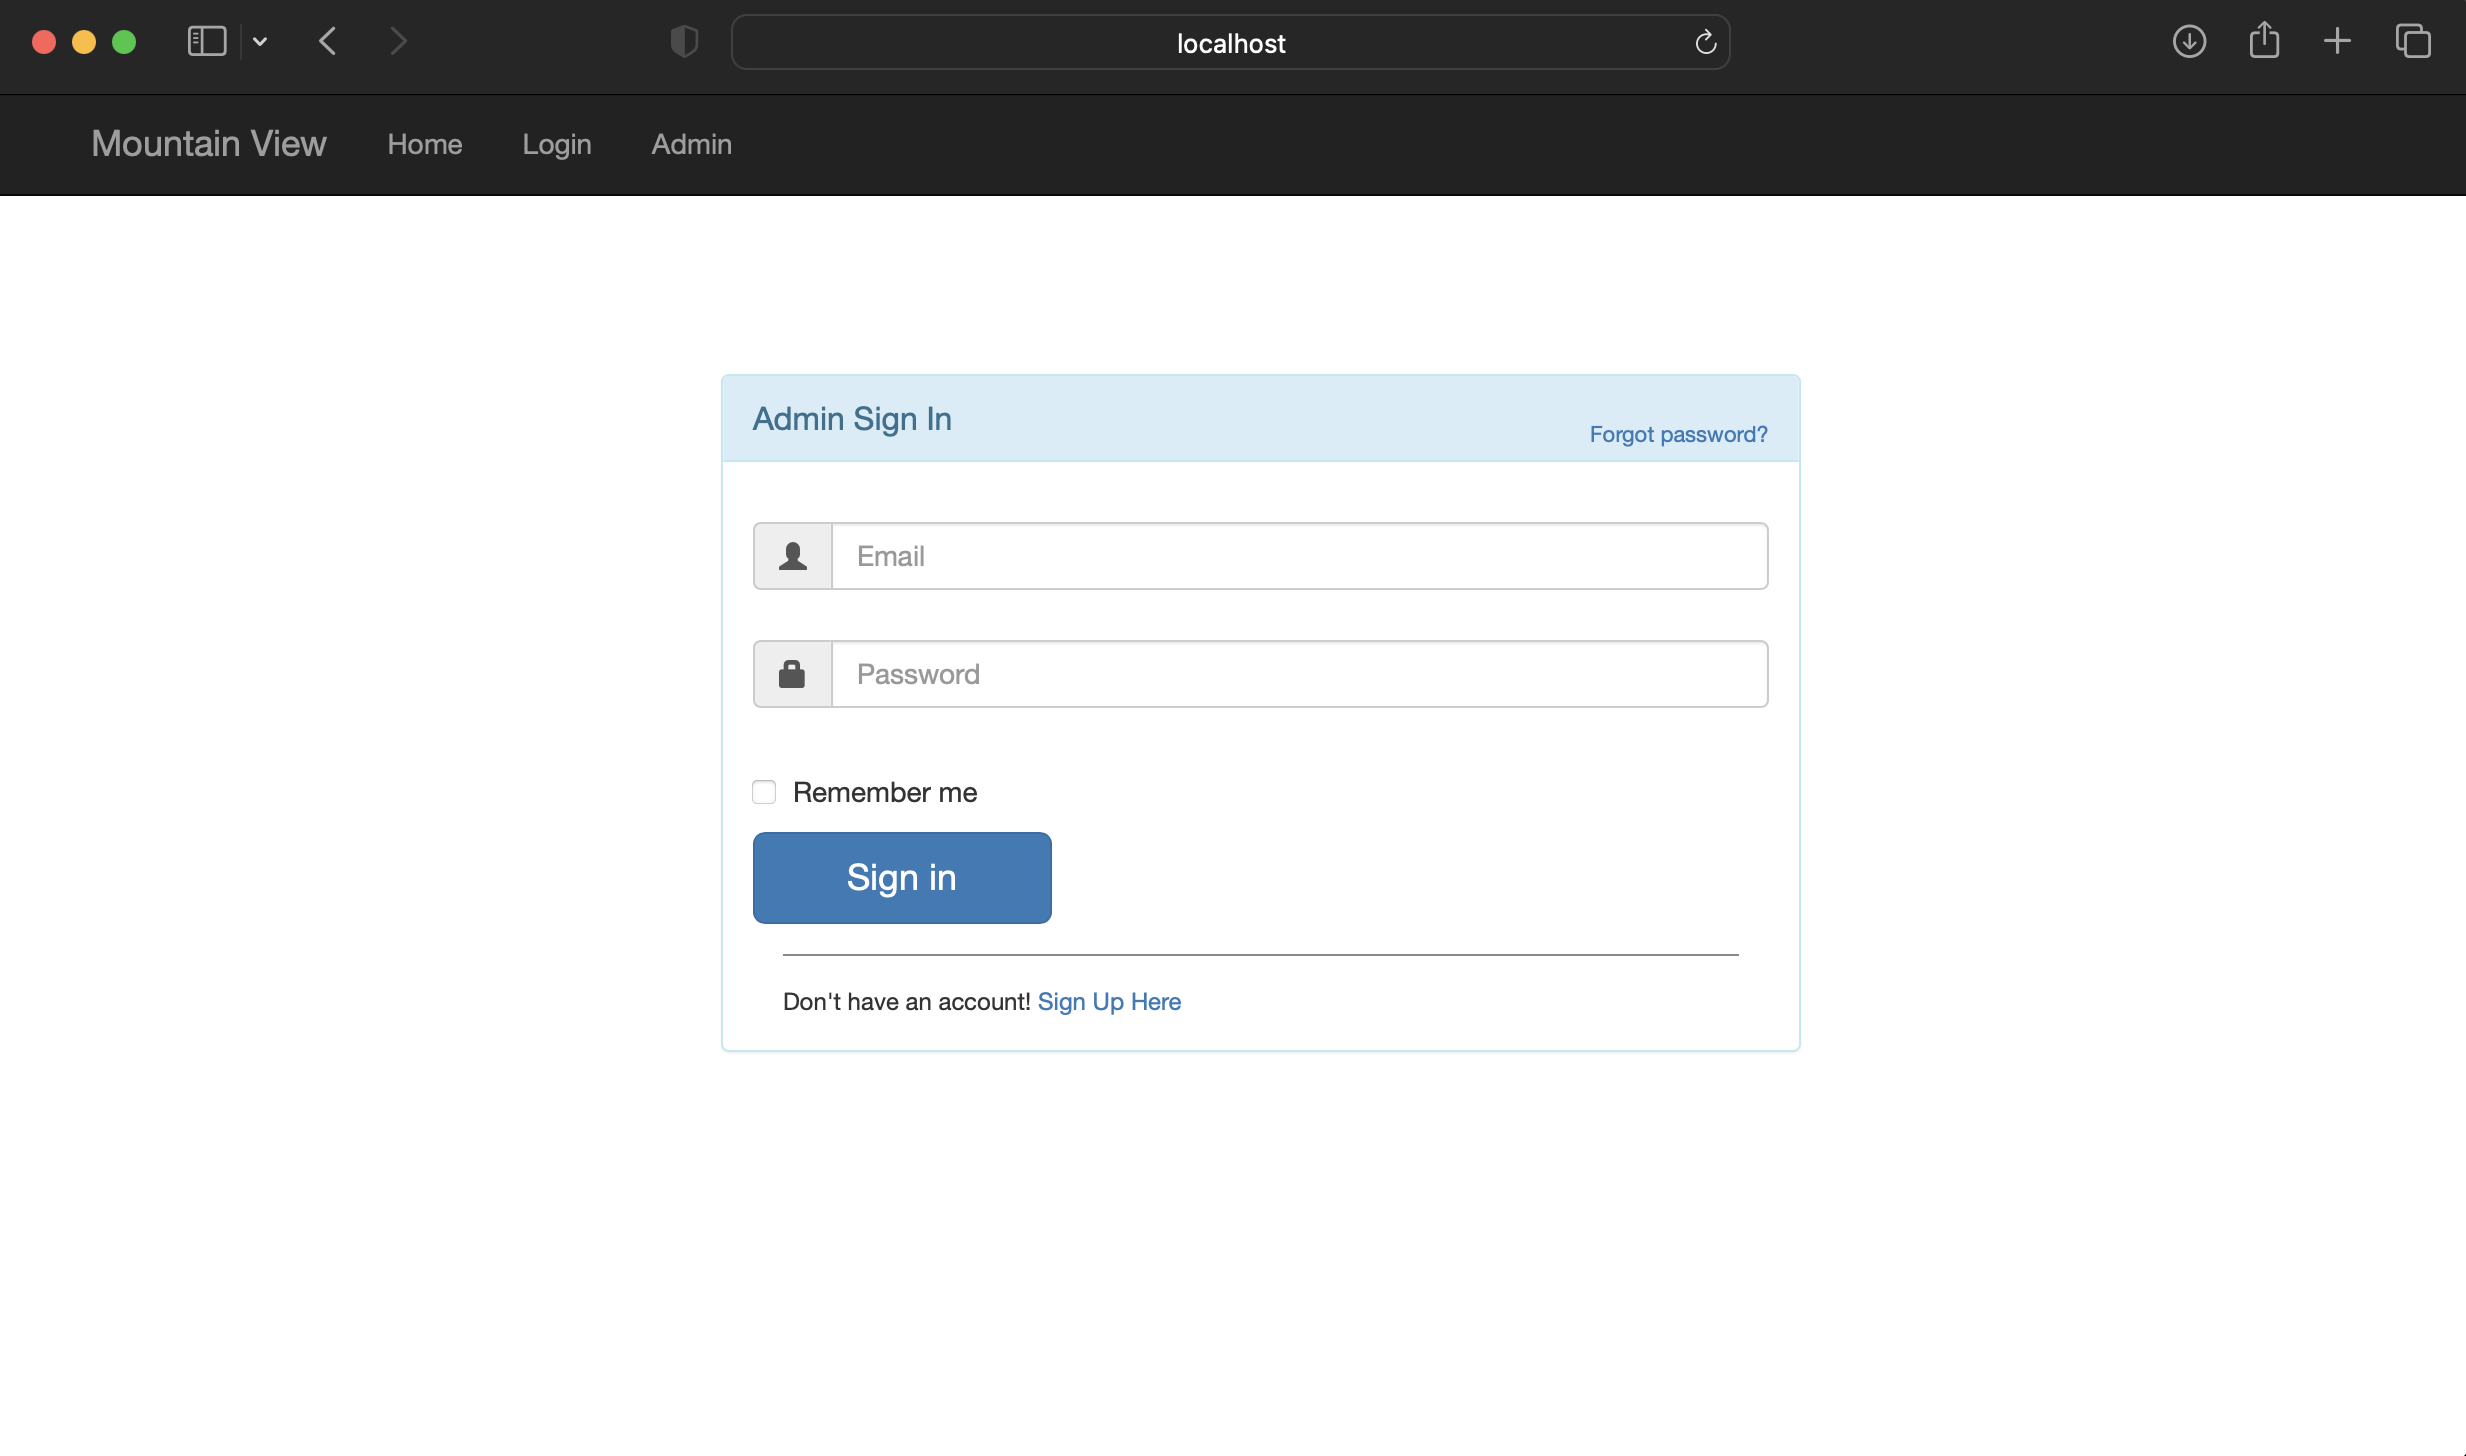 localhost
Mountain View Home Login Admin
Admin Sign In
Forgot password?
Email
Password
Remember me
Sign in
Don't have an account! Sign Up Here